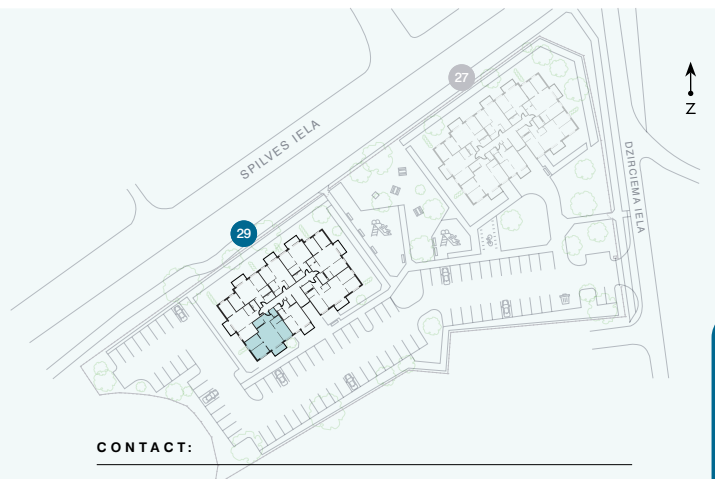 27
Z
SPILVES IELA
DZIRCIEMA IELA
29
CONTACT: